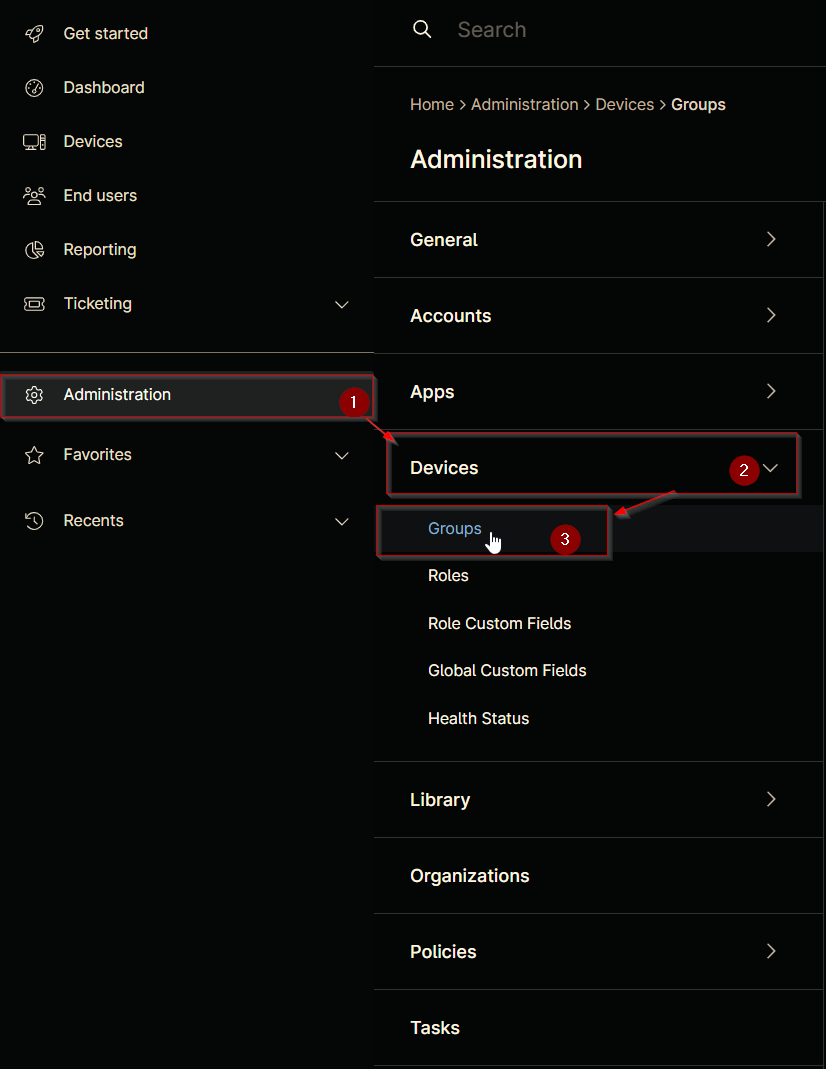 Get started
Dashboard
Devices
End users
Reporting
Ticketing
Administration
1
Favorites
Recents
Search
Home > Administration > Devices > Groups
Administration
General
Accounts
Apps
Devices
2
Groups
3
Roles
Role Custom Fields
Global Custom Fields
Health Status
Library
Organizations
Policies
Tasks